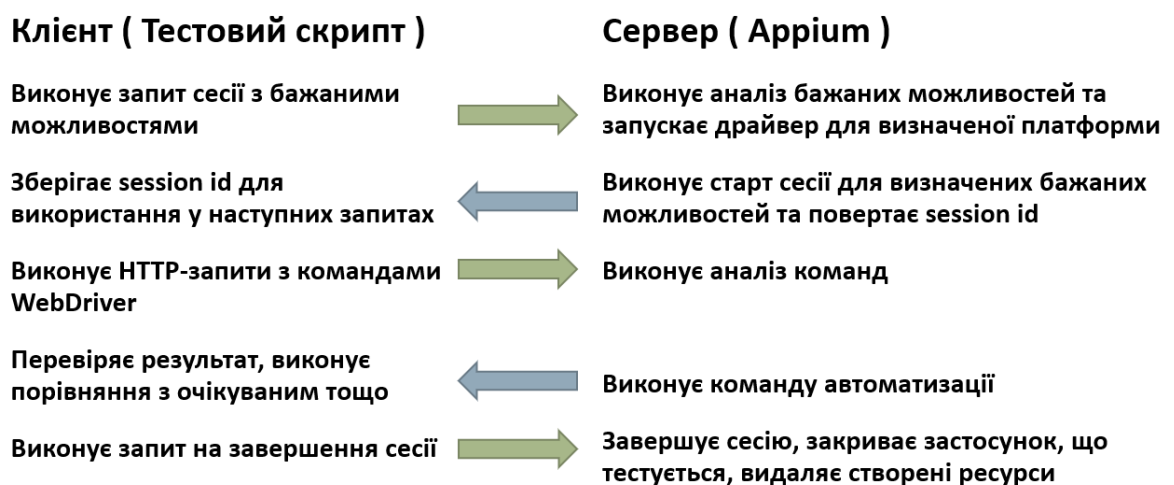 Клієнт ( Тестовий скрипт )
Сервер ( Appium )
Виконує запит сесії з бажаними
можливостями
Виконує аналіз бажаних можливостей та
запускає драйвер для визначеної платформи
Зберігає session id для
використання у наступних запитах
Виконує старт сесії для визначених бажаних
можливостей та повертає session id
Виконує HTTP-запити з командами
WebDriver
Виконує аналіз команд
Перевіряє результат, виконує
порівняння з очікуваним тощо
Виконує команду автоматизації
Виконує запит на завершення сесії
Завершує сесію, закриває застосунок, що
тестується, видаляє створені ресурси